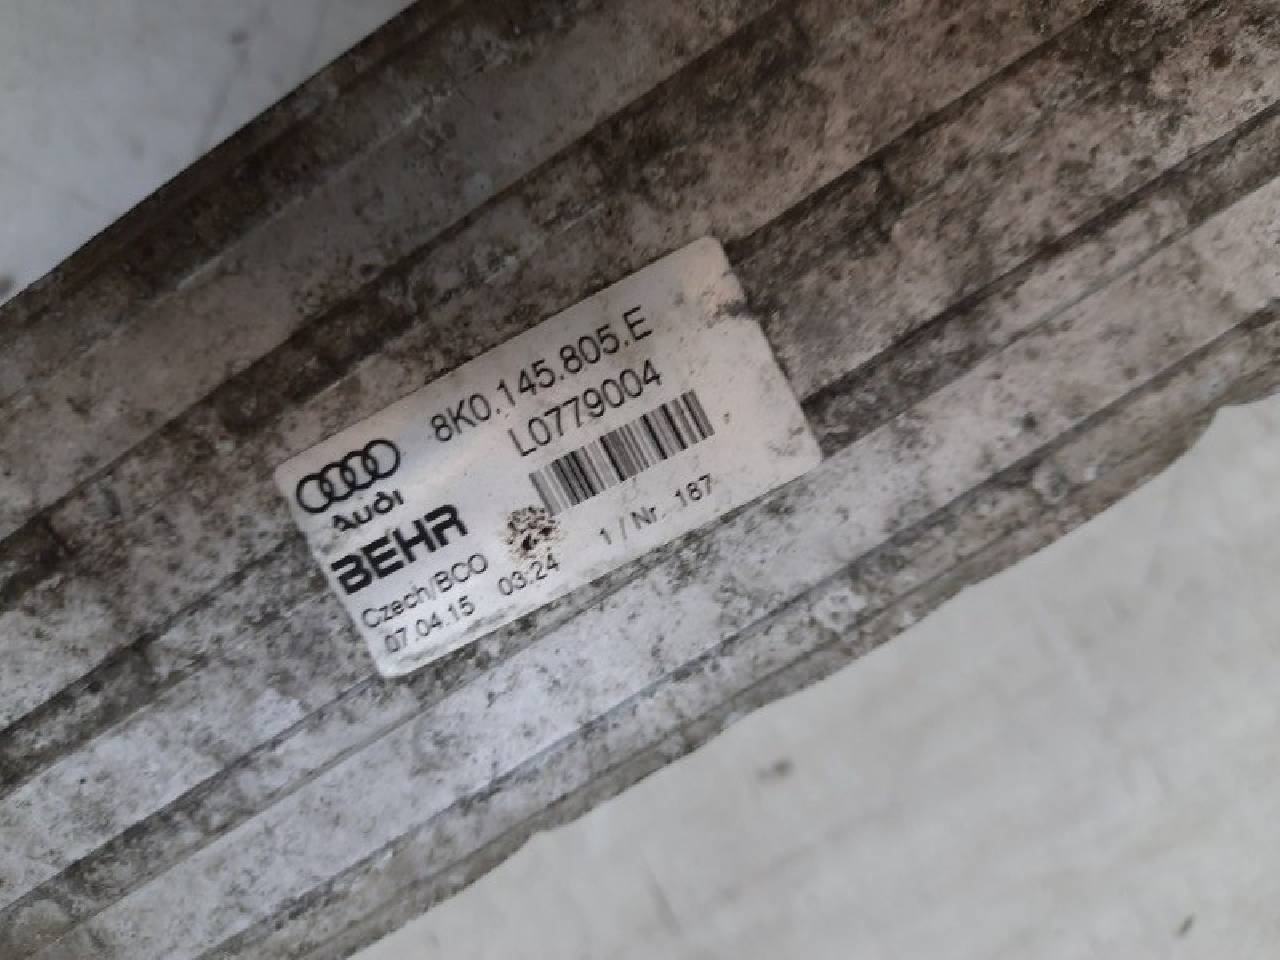 8K0.145.805.E
L0779004
Audi
BEHR
Czech/BCO
07.04.15 03:24 1 / Nr. 187